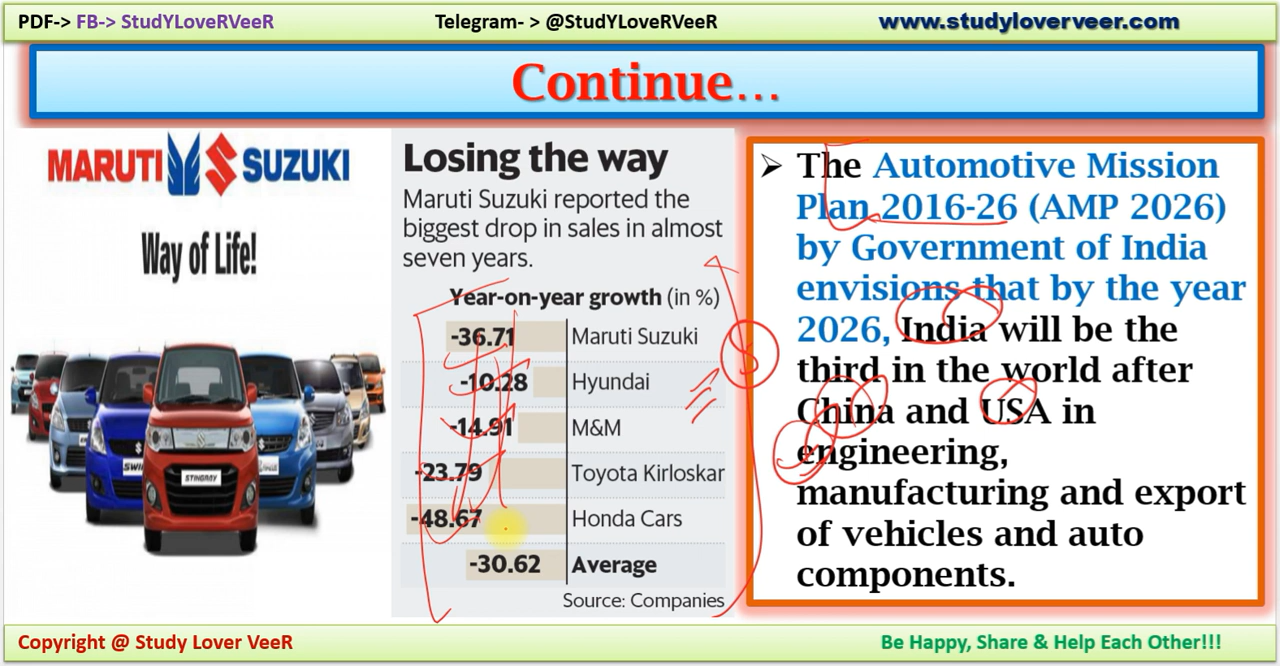 PDF-> FB-> StudYLoveRVeeR
Telegram- > @StudYLoveRVeeR
www.studyloverveer.com
Continue…
MARUTI SUZUKI
Way of Life!
SWIFT
STINGRAY
Losing the way
Maruti Suzuki reported the
biggest drop in sales in almost
seven years.
Year-on-year growth (in %)
-36.71 Maruti Suzuki
-10.28 Hyundai
-14.91 M&M
-23.79 Toyota Kirloskar
-48.67 Honda Cars
-30.62 Average
Source: Companies
➢ The Automotive Mission
Plan 2016-26 (AMP 2026)
by Government of India
envisions that by the year
2026, India will be the
third in the world after
China and USA in
engineering,
manufacturing and export
of vehicles and auto
components.
Copyright @ Study Lover VeeR
Be Happy, Share & Help Each Other!!!